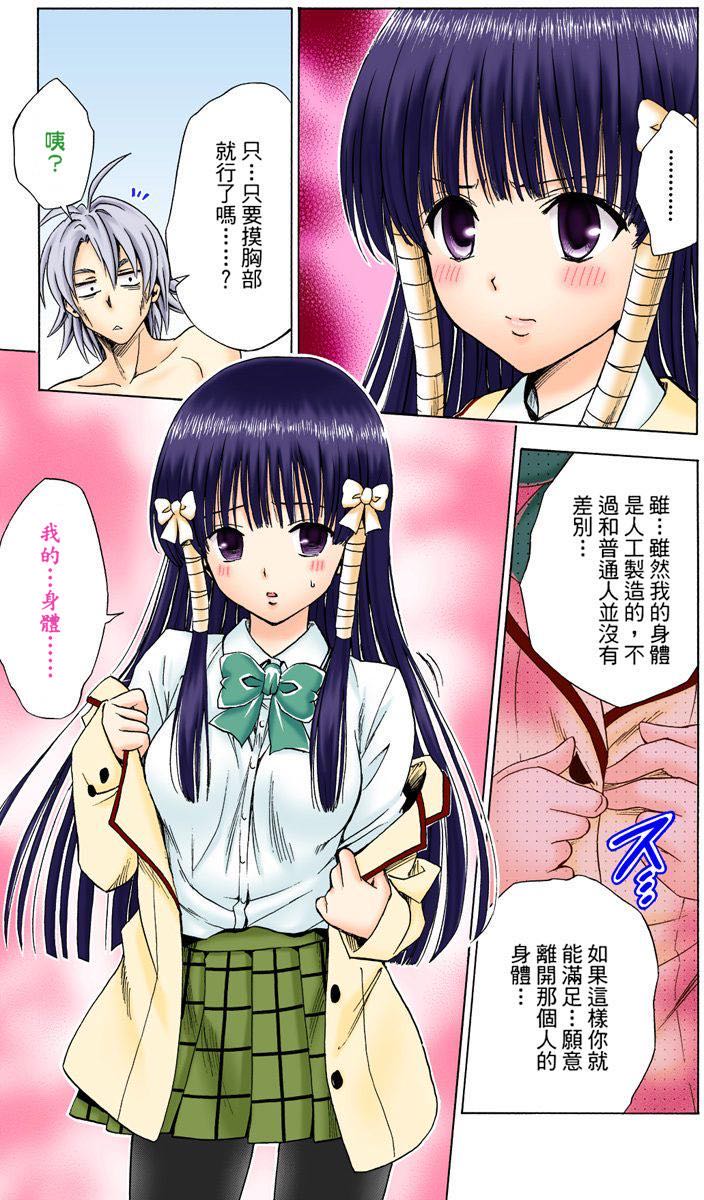 …………
只…只要摸胸部
就行了嗎……?
咦?
雖…雖然我的身體
是人工製造的，不
過和普通人並沒有
差別…
ズ…
如果這樣你就
能滿足…願意
離開那個人的
身體…
我的…身體……